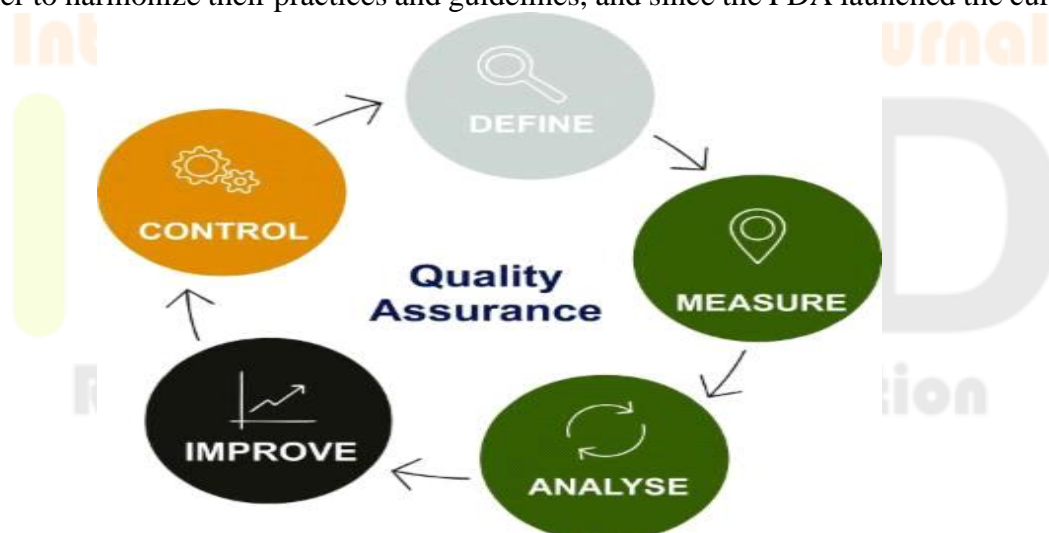 er to harmonize their practices and guidelines, and since the FDA launched the cur
DEFINE
MEASURE
ANALYSE
IMPROVE
CONTROL
Quality
Assurance